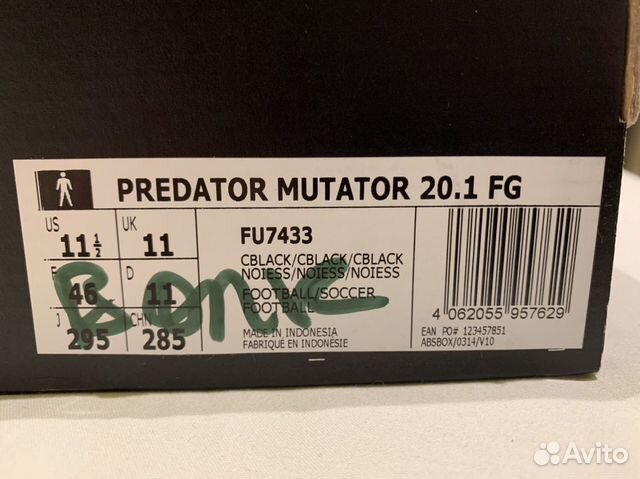 PREDATOR MUTATOR 20.1 FG
US 11 ½ UK 11
F 46 D 11
J 295 CHN 285
FU7433
CBLACK/CBLACK/CBLACK
NOIESS/NOIESS/NOIESS
FOOTBALL/SOCCER
FOOTBALL
MADE IN INDONESIA
FABRIQUÉ EN INDONÉSIE
4 062055 957629
EAN PO# 123457851
ABSBOX/0314/V10
Avito